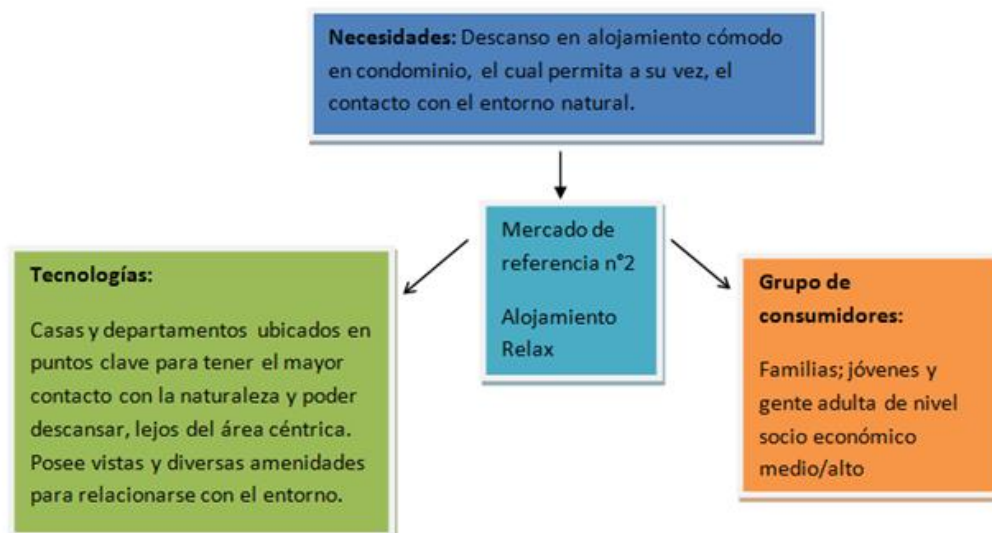 Necesidades: Descanso en alojamiento cómodo
en condominio, el cual permita a su vez, el
contacto con el entorno natural.
Mercado de
referencia n°2
Alojamiento
Relax
Tecnologías:
Casas y departamentos ubicados en
puntos clave para tener el mayor
contacto con la naturaleza y poder
descansar, lejos del área céntrica.
Posee vistas y diversas amenidades
para relacionarse con el entorno.
Grupo de
consumidores:
Familias; jóvenes y
gente adulta de nivel
socio económico
medio/alto